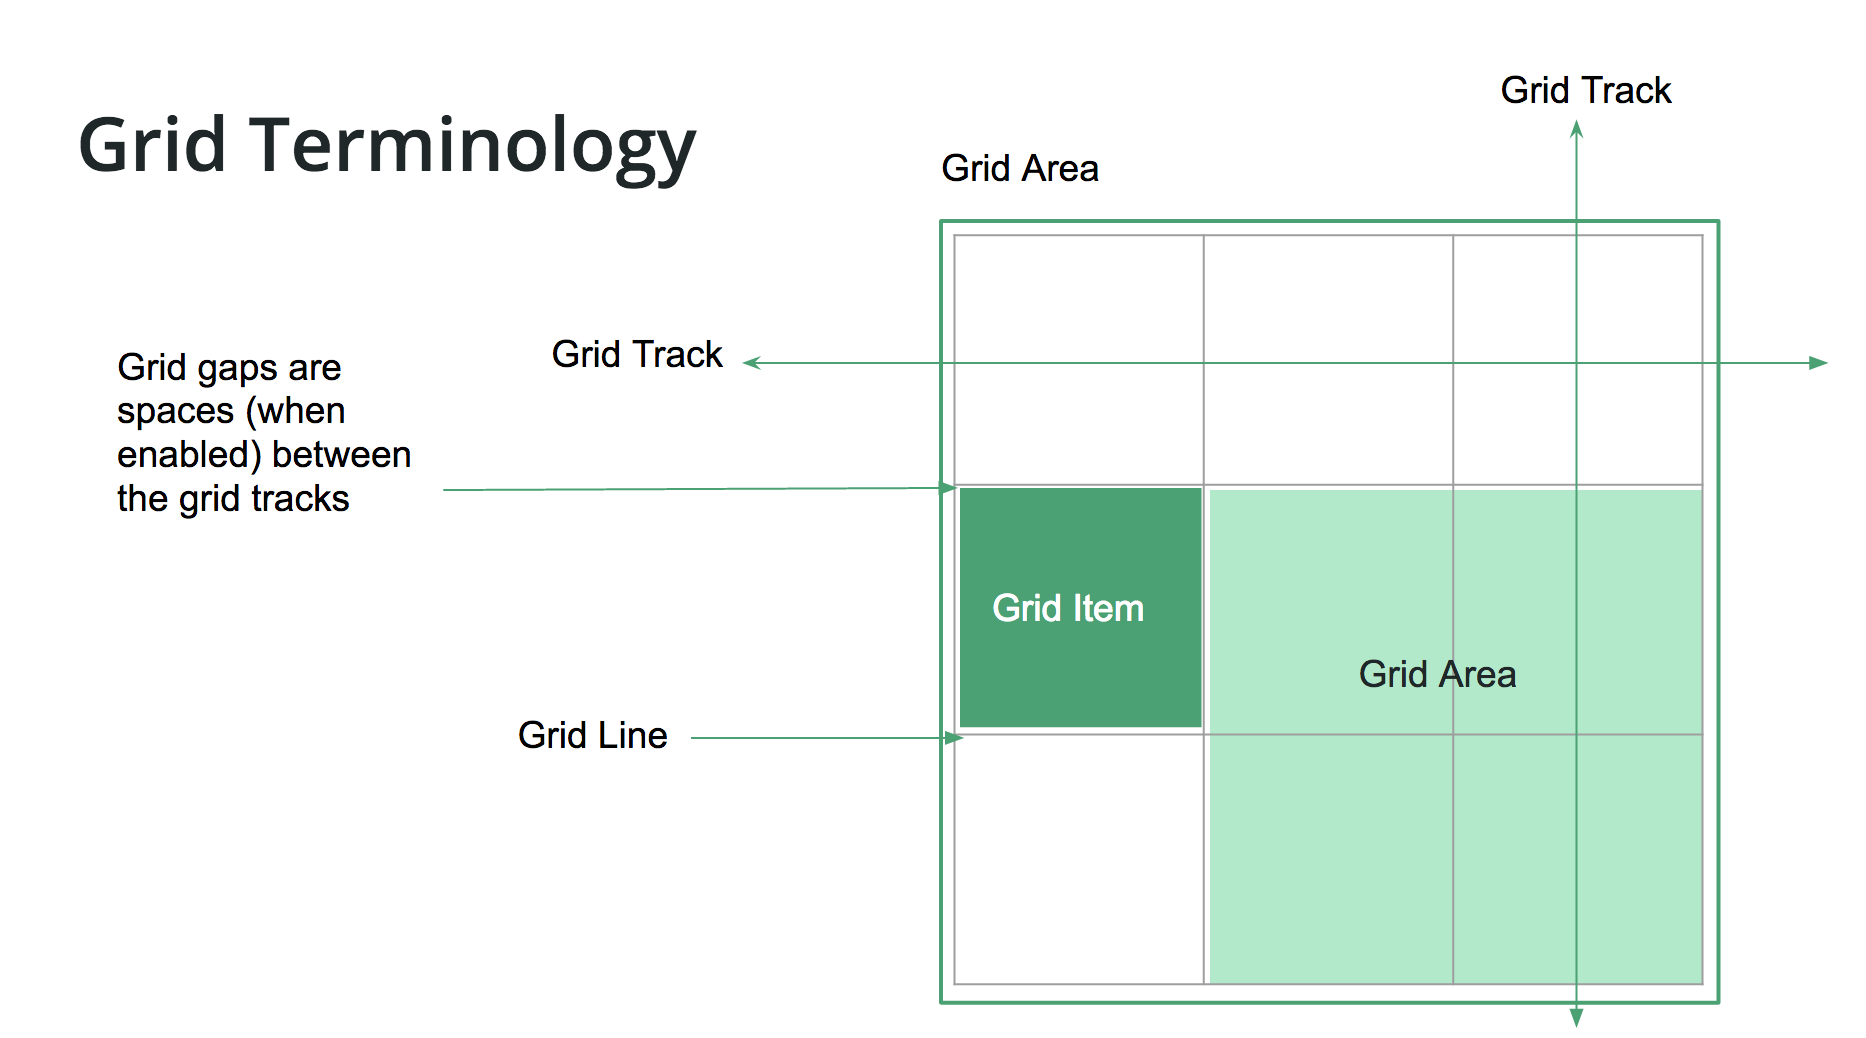 Grid Terminology
Grid Track
Grid Area
Grid Track
Grid gaps are
spaces (when
enabled) between
the grid tracks
Grid Item
Grid Area
Grid Line